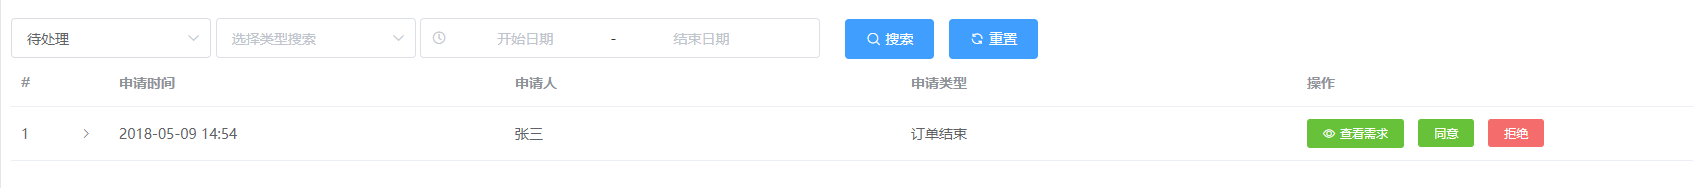 待处理 选择类型搜索 开始日期 - 结束日期 搜索 重置
# 申请时间 申请人 申请类型 操作
1 2018-05-09 14:54 张三 订单结束 查看需求 同意 拒绝